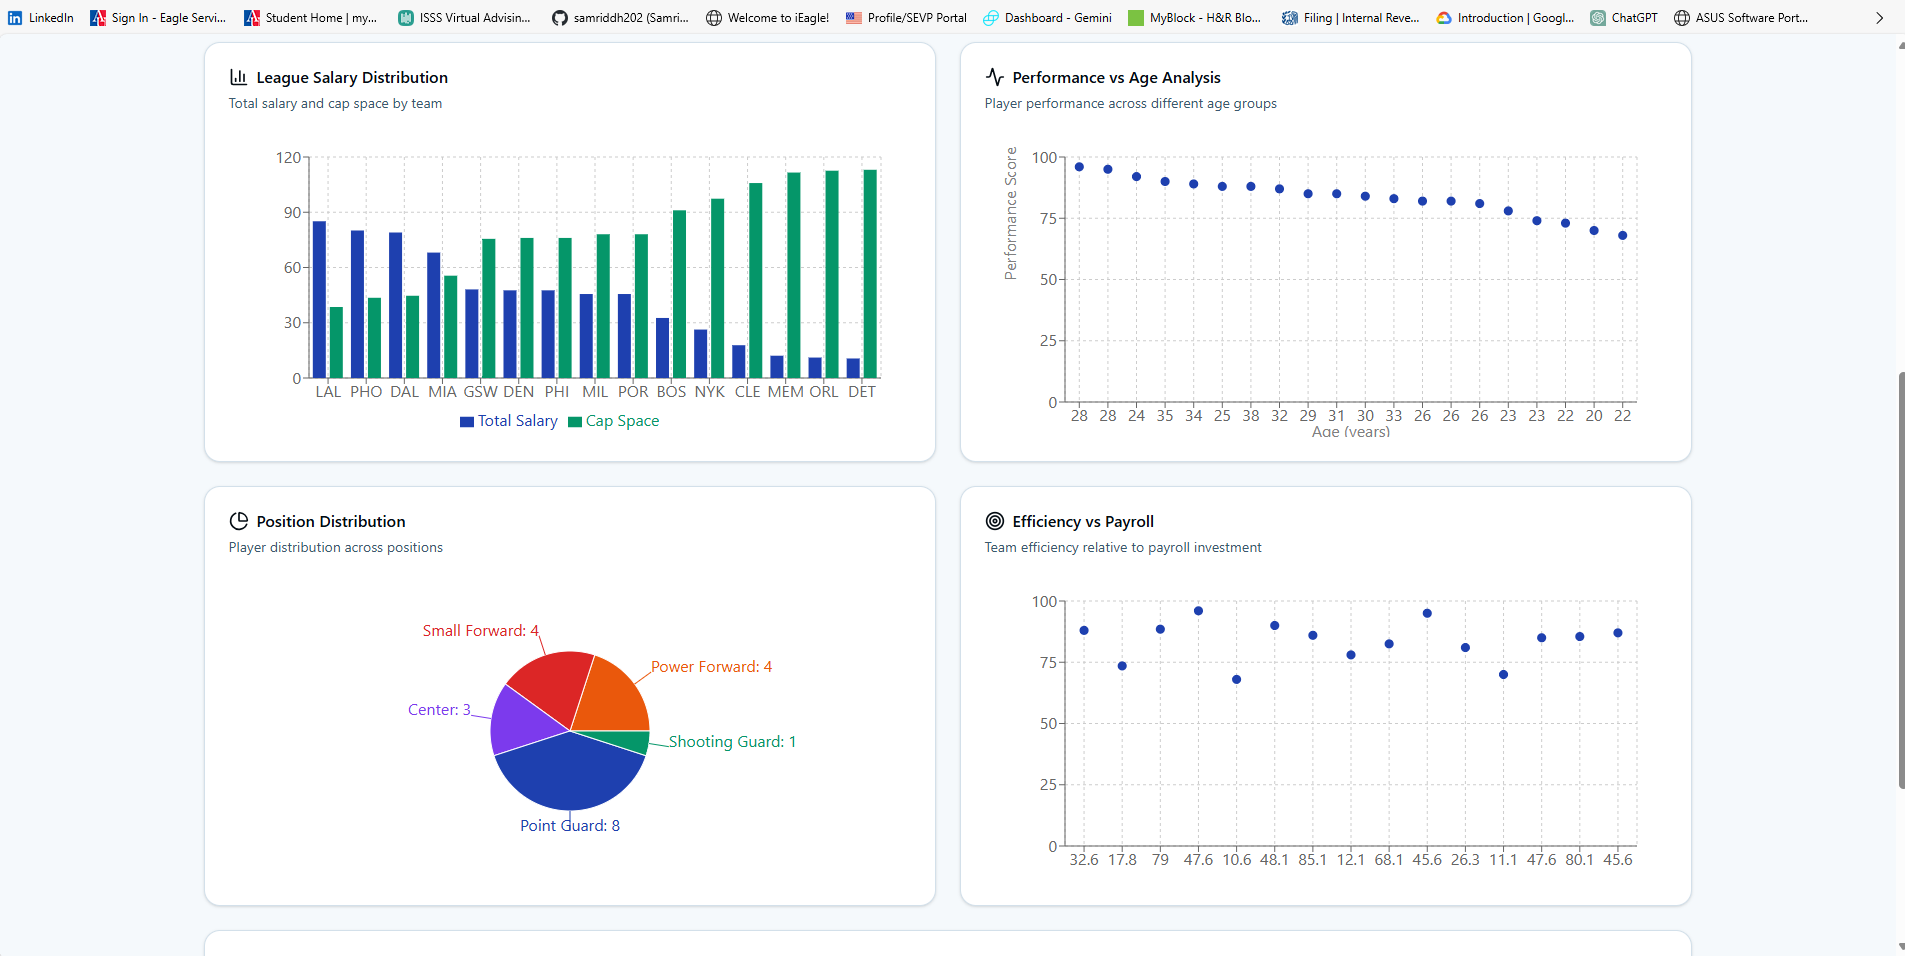 LinkedIn
Sign In - Eagle Servi...
Student Home | my...
ISSS Virtual Advisin...
samriddh202 (Samri...
Welcome to iEagle!
Profile/SEVP Portal
Dashboard - Gemini
MyBlock - H&R Blo...
Filing | Internal Reve...
Introduction | Googl...
ChatGPT
ASUS Software Port...
League Salary Distribution
Total salary and cap space by team
120
90
60
30
0
LAL PHO DAL MIA GSW DEN PHI MIL POR BOS NYK CLE MEM ORL DET
Total Salary Cap Space
Performance vs Age Analysis
Player performance across different age groups
Performance Score
100
75
50
25
0
28 28 24 35 34 25 38 32 29 31 30 33 26 26 26 23 23 22 20 22
Age (years)
Position Distribution
Player distribution across positions
Small Forward: 4
Power Forward: 4
Center: 3
Shooting Guard: 1
Point Guard: 8
Efficiency vs Payroll
Team efficiency relative to payroll investment
100
75
50
25
0
32.6 17.8 79 47.6 10.6 48.1 85.1 12.1 68.1 45.6 26.3 11.1 47.6 80.1 45.6